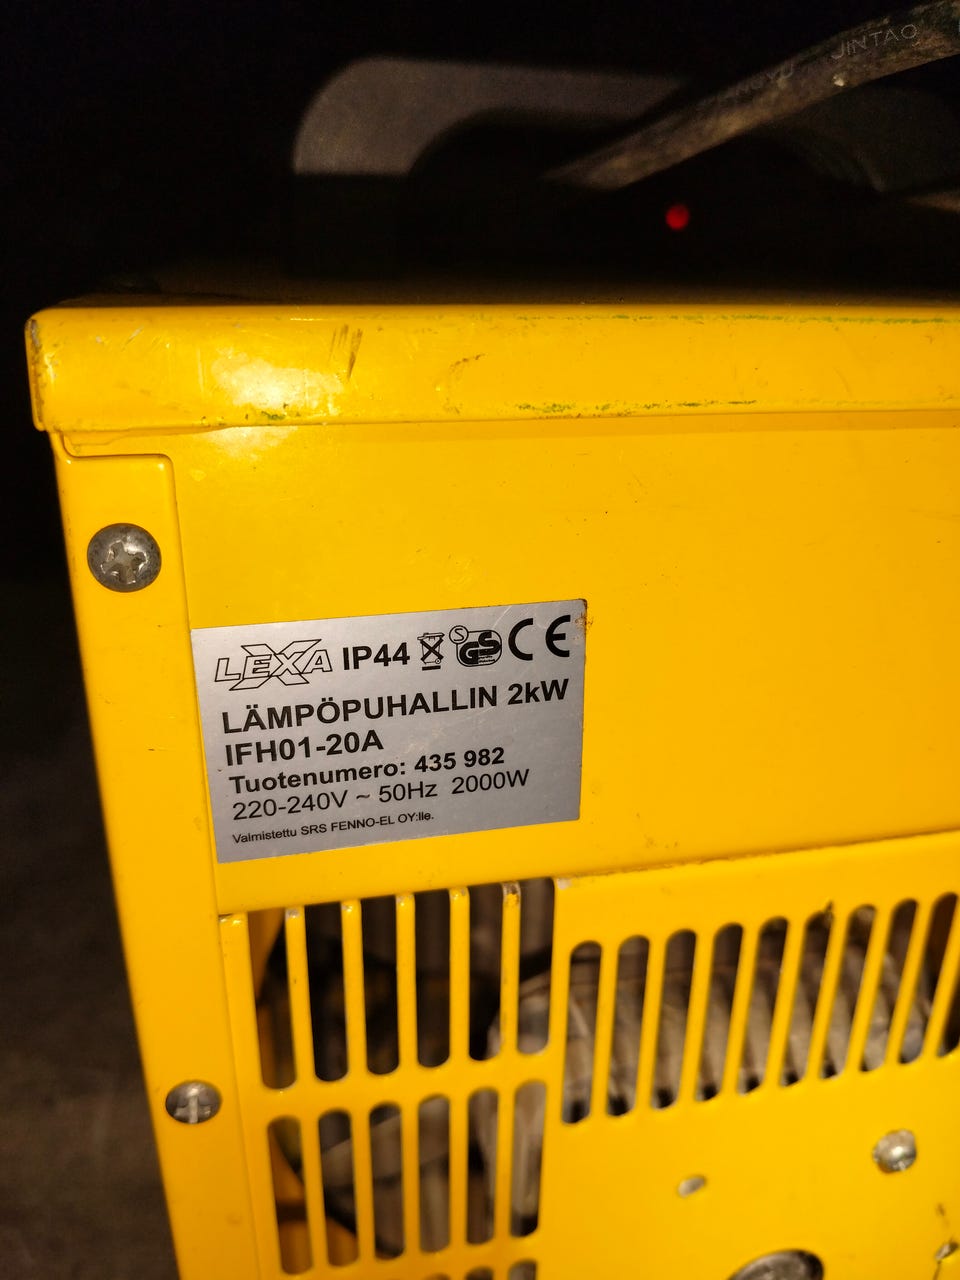 JINTAO
LEXA IP44 S GS CE
LÄMPÖPUHALLIN 2kW
IFH01-20A
Tuotenumero: 435 982
220-240V ~ 50Hz 2000W
Valmistettu SRS FENNO-EL OY:lle.